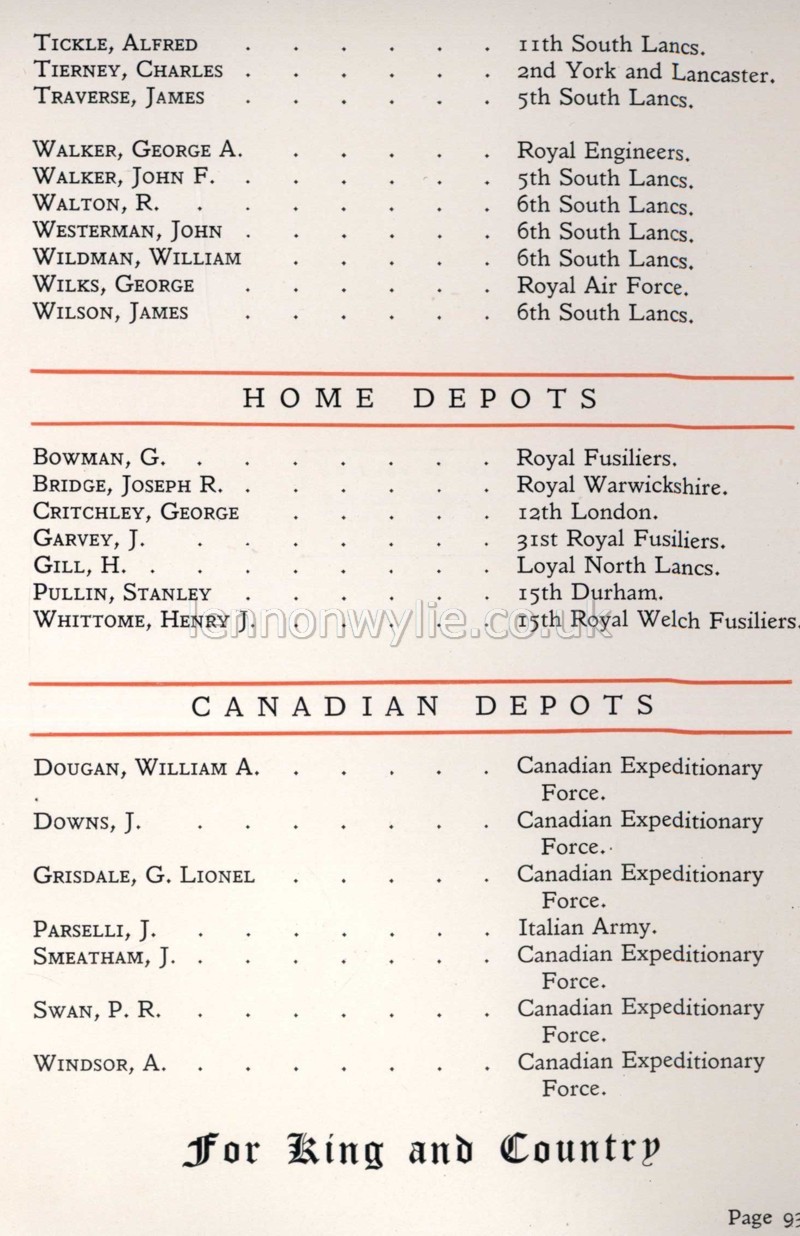 TICKLE, ALFRED . . . . . . 11th South Lancs.
TIERNEY, CHARLES . . . . . . 2nd York and Lancaster.
TRAVERSE, JAMES . . . . . . 5th South Lancs.
WALKER, GEORGE A. . . . . . Royal Engineers.
WALKER, JOHN F. . . . . . . 5th South Lancs.
WALTON, R. . . . . . . . 6th South Lancs.
WESTERMAN, JOHN . . . . . . 6th South Lancs.
WILDMAN, WILLIAM . . . . . 6th South Lancs.
WILKS, GEORGE . . . . . . Royal Air Force.
WILSON, JAMES . . . . . . 6th South Lancs.
HOME DEPOTS
BOWMAN, G. . . . . . . . Royal Fusiliers.
BRIDGE, JOSEPH R. . . . . . . Royal Warwickshire.
CRITCHLEY, GEORGE . . . . . 12th London.
GARVEY, J. . . . . . . . 31st Royal Fusiliers.
GILL, H. . . . . . . . . Loyal North Lancs.
PULLIN, STANLEY . . . . . . 15th Durham.
WHITTOME, HENRY J. . . . . . 15th Royal Welch Fusiliers.
lennonwylie.co.uk
CANADIAN DEPOTS
DOUGAN, WILLIAM A. . . . . . Canadian Expeditionary
Force.
DOWNS, J. . . . . . . . Canadian Expeditionary
Force.
GRISDALE, G. LIONEL . . . . . Canadian Expeditionary
Force.
PARSELLI, J. . . . . . . . Italian Army.
SMEATHAM, J. . . . . . . . Canadian Expeditionary
Force.
SWAN, P. R. . . . . . . . Canadian Expeditionary
Force.
WINDSOR, A. . . . . . . . Canadian Expeditionary
Force.
For King and Country
Page 93